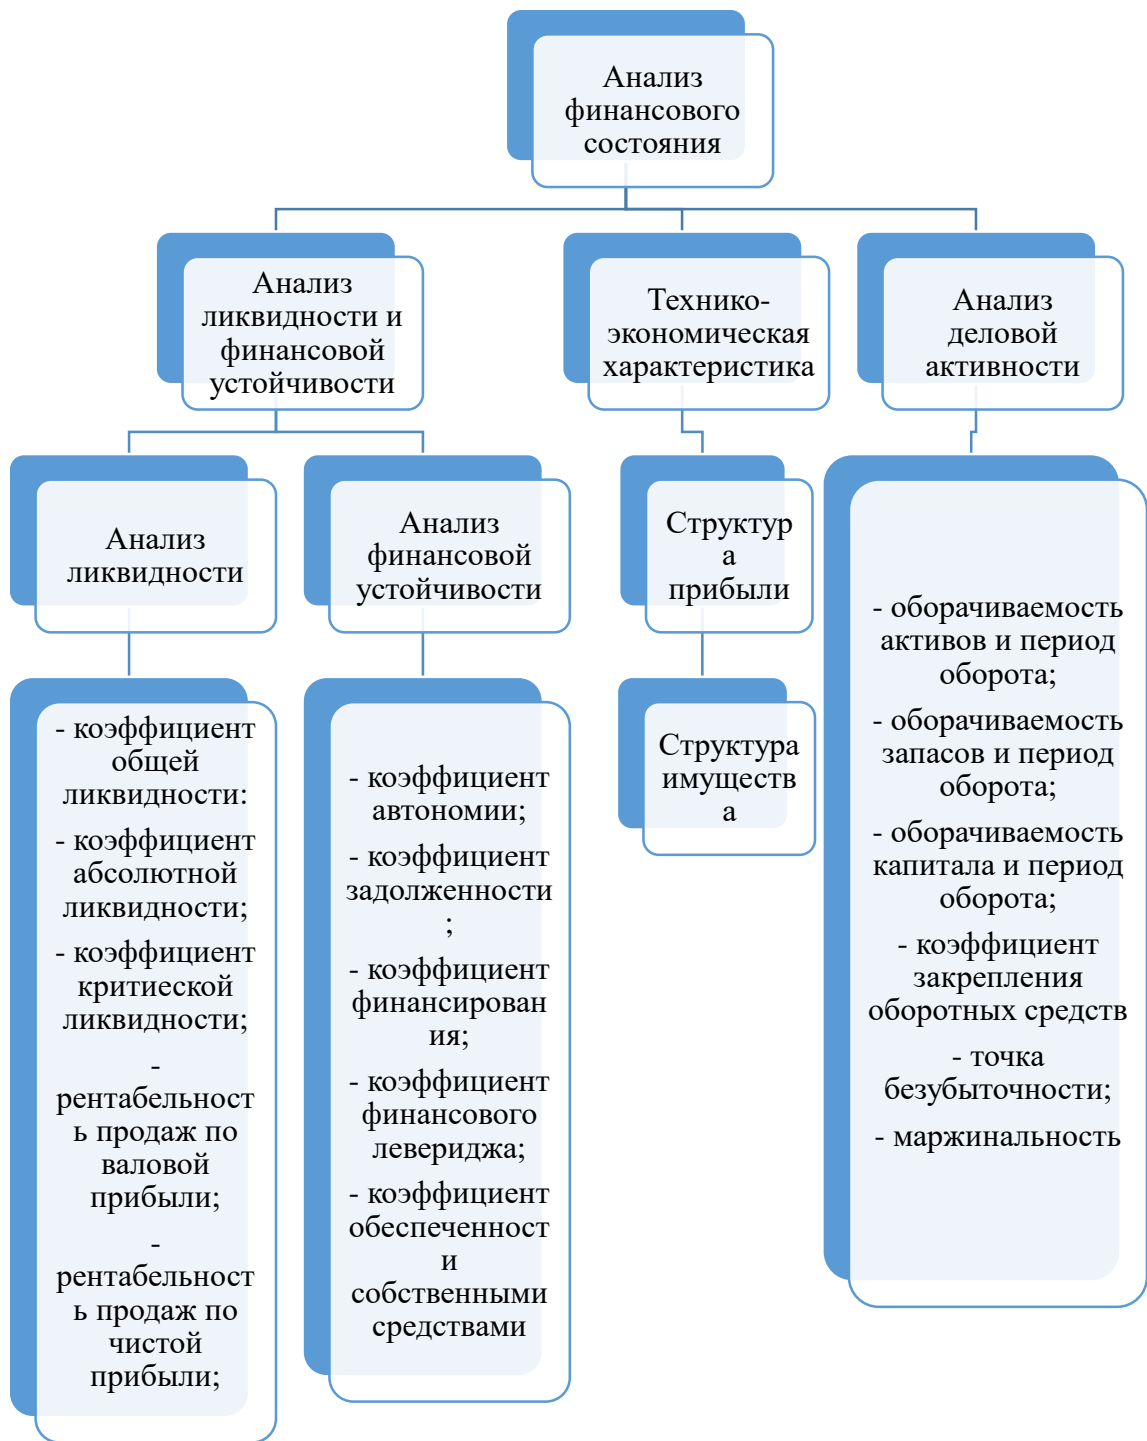 Анализ
финансового
состояния
Анализ
ликвидности и
финансовой
устойчивости
Технико-
экономическая
характеристика
Анализ
деловой
активности
Анализ
ликвидности
Анализ
финансовой
устойчивости
Структур
а
прибыли
- оборачиваемость
активов и период
оборота;
- оборачиваемость
запасов и период
оборота;
- оборачиваемость
капитала и период
оборота;
- коэффициент
закрепления
оборотных средств
- точка
безубыточности;
- маржинальность
- коэффициент
общей
ликвидности:
- коэффициент
абсолютной
ликвидности;
- коэффициент
критиеской
ликвидности;
-
рентабельност
ь продаж по
валовой
прибыли;
-
рентабельност
ь продаж по
чистой
прибыли;
- коэффициент
автономии;
- коэффициент
задолженности
;
- коэффициент
финансирован
ия;
- коэффициент
финансового
левериджа;
- коэффициент
обеспеченност
и
собственными
средствами
Структура
имуществ
а